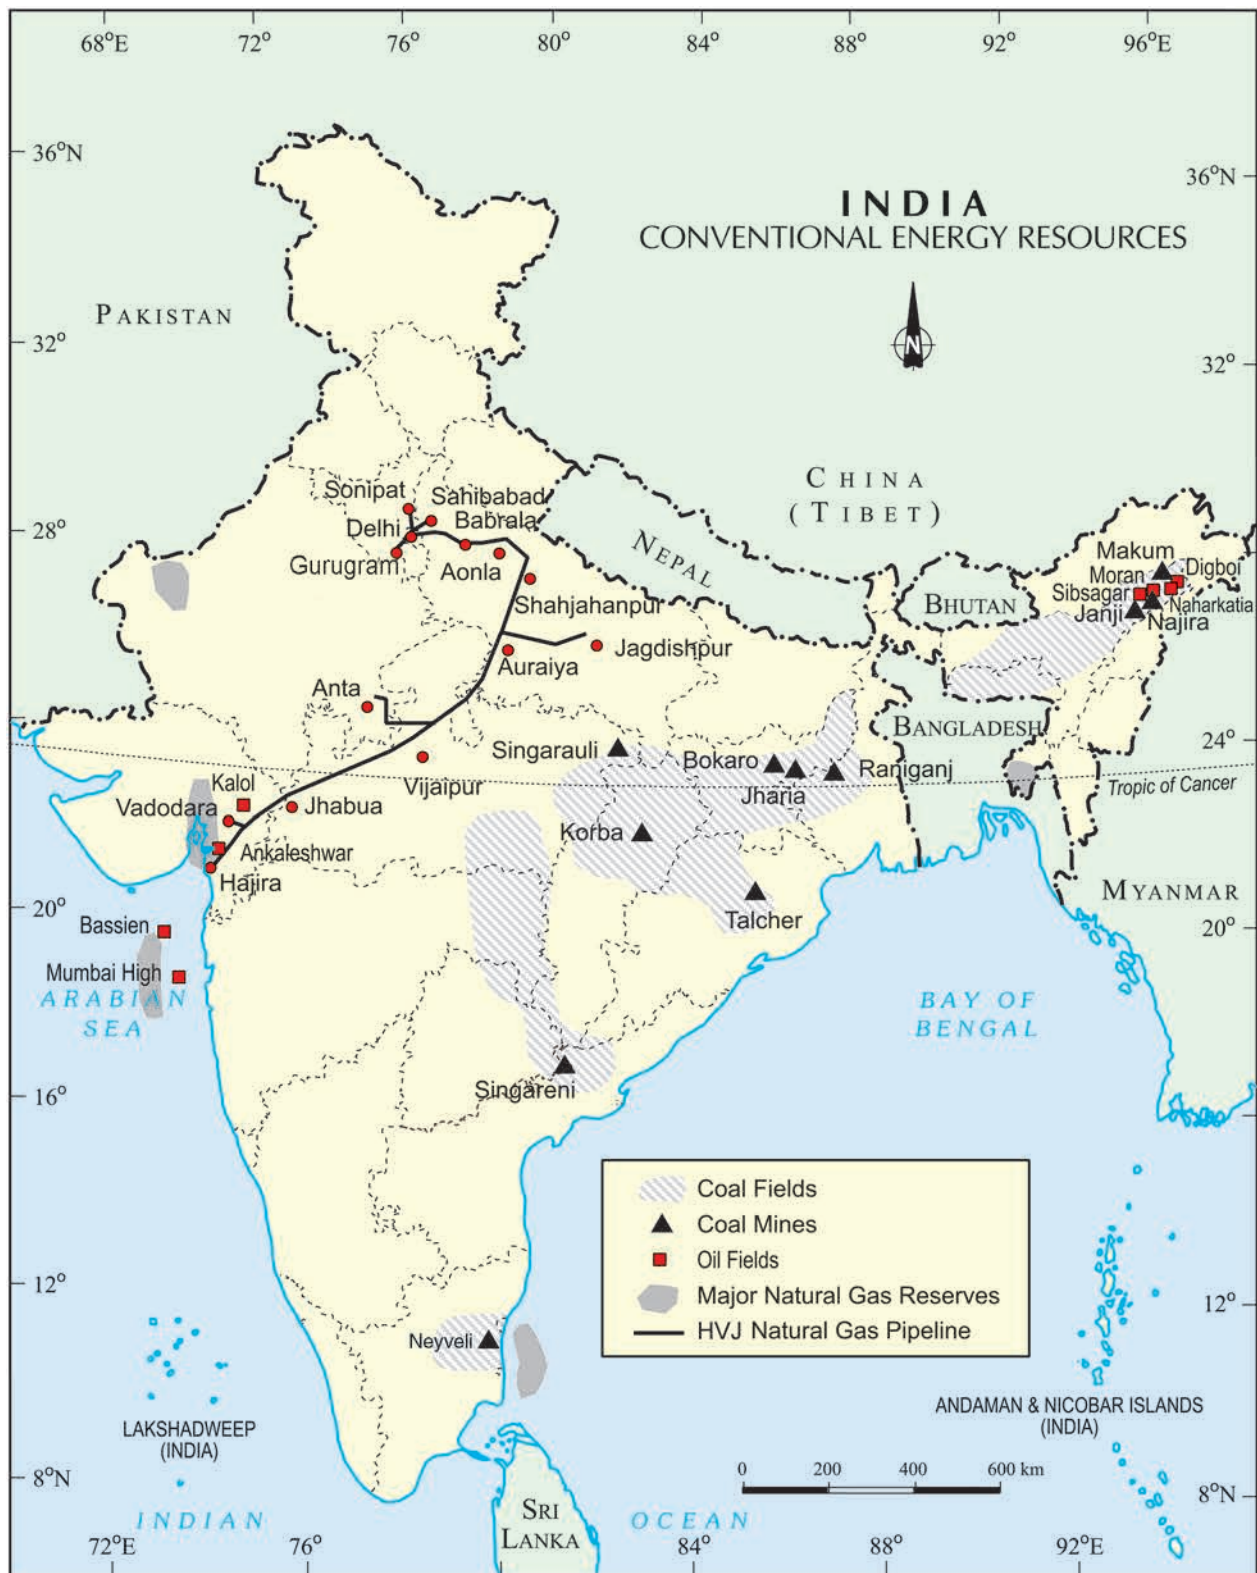 68°E
72°
76°
80°
84°
88°
92°
96°E
36°N
36°N
INDIA
CONVENTIONAL ENERGY RESOURCES
PAKISTAN
N
32°
32°
CHINA
(TIBET)
Sonipat
Sahibabad
Delhi
Babrala
28°
28°
Gurugram
Aonla
NEPAL
Makum
Moran
Digboi
Sibsagar
BHUTAN
Naharkatia
Janji
Najira
Shahjahanpur
Jagdishpur
Auraiya
Anta
BANGLADESH
24°
Singarauli
Bokaro
Raniganj
Kalol
Vijaipur
Jharia
Tropic of Cancer
Vadodara
Jhabua
Korba
Ankaleshwar
Hajira
MYANMAR
20°
Talcher
Bassien
20°
Mumbai High
ARABIAN
SEA
BAY OF
BENGAL
16°
Singareni
Coal Fields
Coal Mines
Oil Fields
Major Natural Gas Reserves
HVJ Natural Gas Pipeline
12°
12°
Neyveli
LAKSHADWEEP
(INDIA)
ANDAMAN & NICOBAR ISLANDS
(INDIA)
8°N
0 200 400 600 km
8°N
INDIAN
SRI
LANKA
OCEAN
72°E
76°
84°
88°
92°E